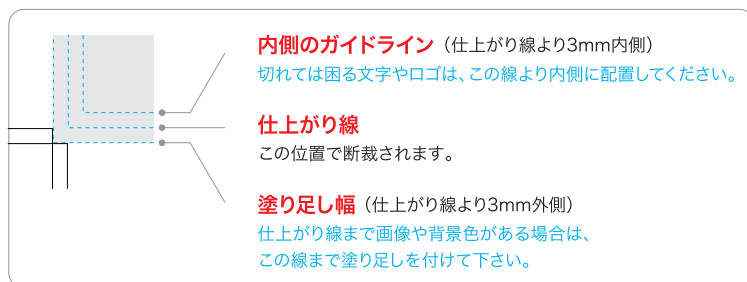 内側のガイドライン（仕上がり線より3mm内側）
切れては困る文字やロゴは、この線より内側に配置してください。
仕上がり線
この位置で断裁されます。
塗り足し幅（仕上がり線より3mm外側）
仕上がり線まで画像や背景色がある場合は、
この線まで塗り足しを付けて下さい。